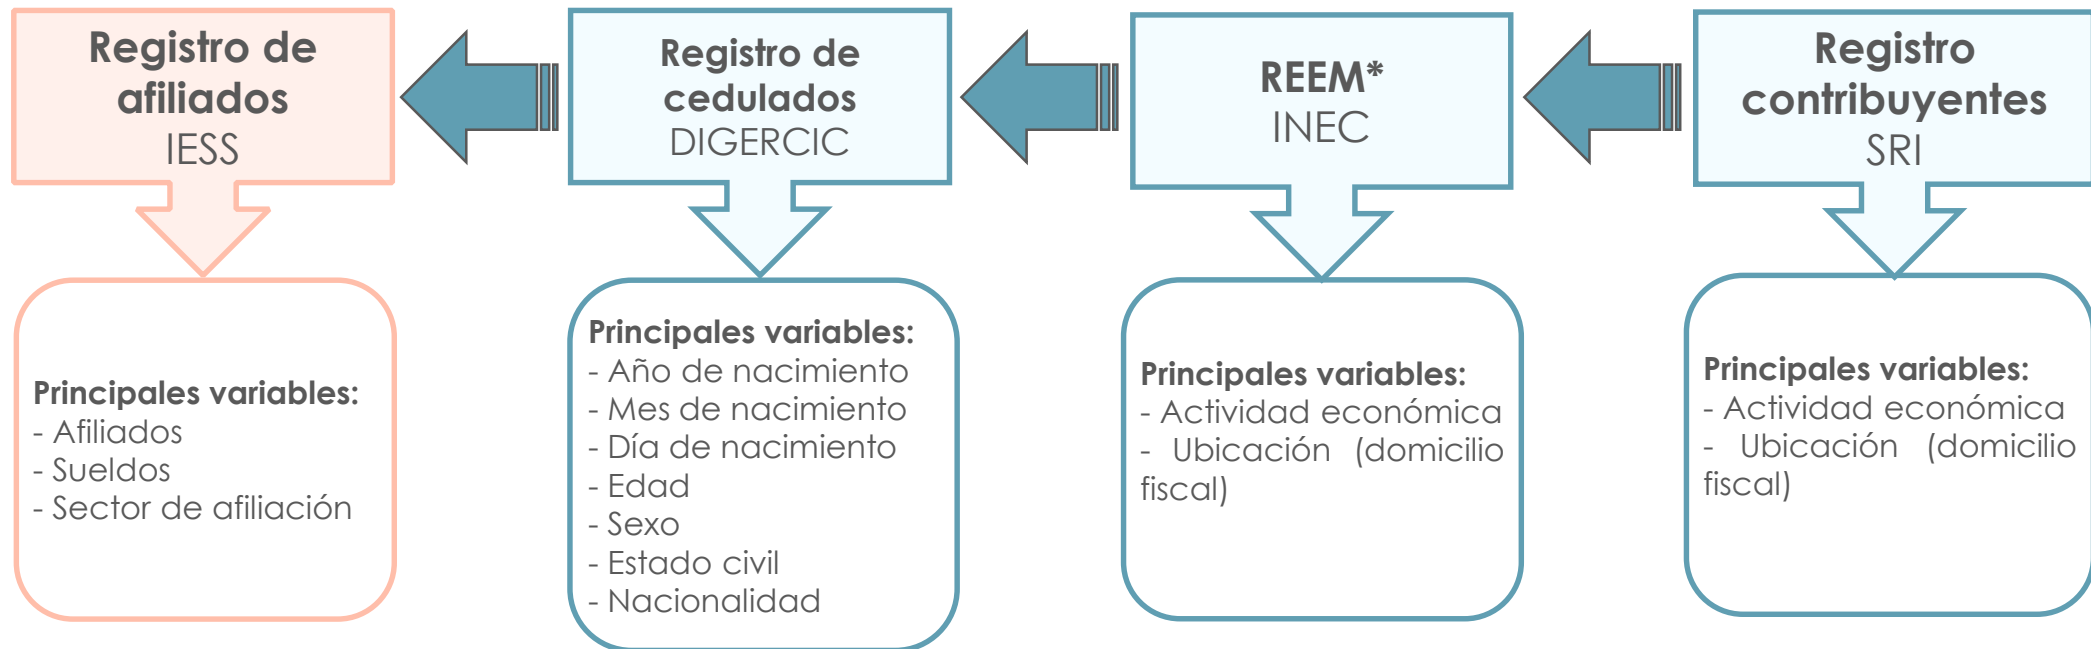 Registro de
afiliados
IESS
Registro de
cedulados
DIGERCIC
REEM*
INEC
Registro
contribuyentes
SRI
Principales variables:
- Afiliados
- Sueldos
- Sector de afiliación
Principales variables:
- Año de nacimiento
- Mes de nacimiento
- Día de nacimiento
- Edad
- Sexo
- Estado civil
- Nacionalidad
Principales variables:
- Actividad económica
- Ubicación (domicilio
fiscal)
Principales variables:
- Actividad económica
- Ubicación (domicilio
fiscal)